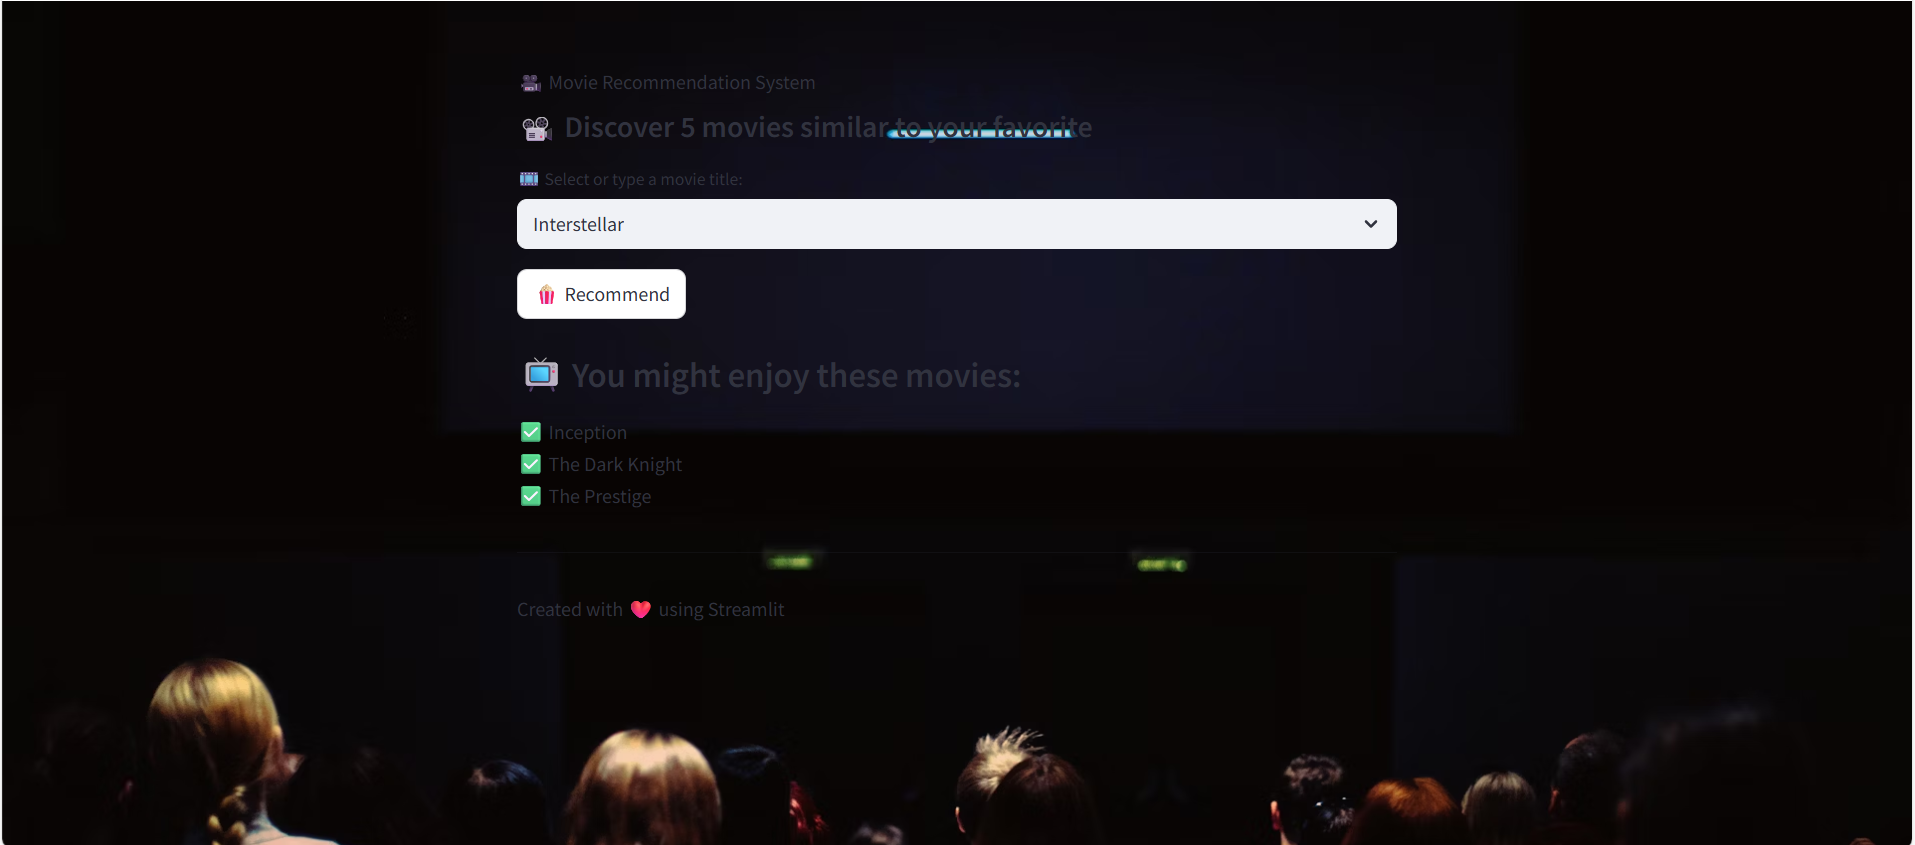 🎥 Movie Recommendation System
📽️ Discover 5 movies similar to your favorite
🎞️ Select or type a movie title:
Interstellar
🍿 Recommend
📺 You might enjoy these movies:
✅ Inception
✅ The Dark Knight
✅ The Prestige
Created with ❤️ using Streamlit